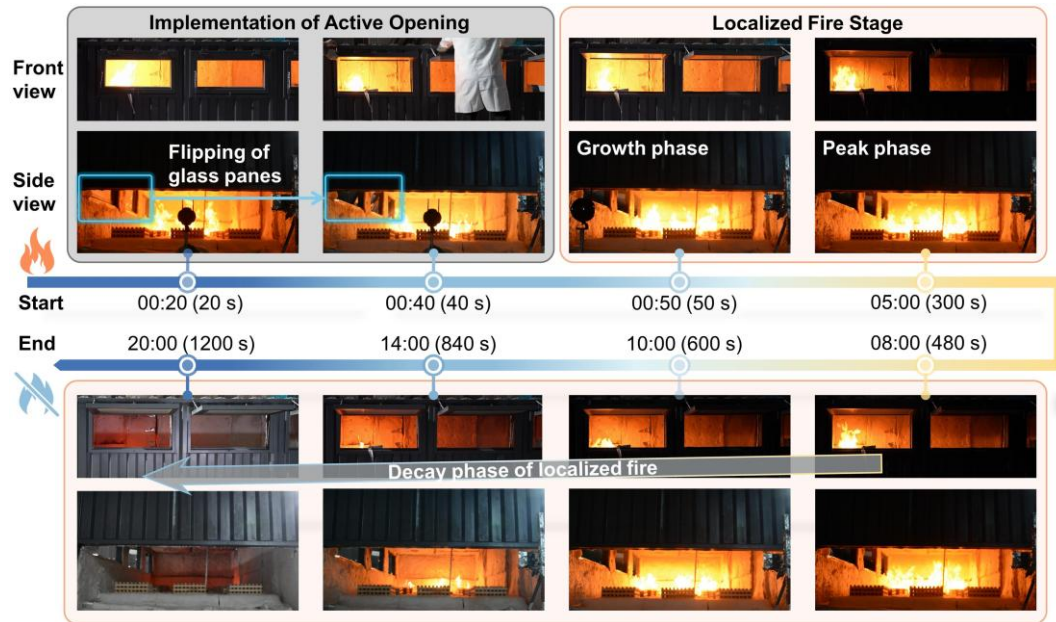 Implementation of Active Opening
Localized Fire Stage
Front
view
Side
view
Flipping of
glass panes
Growth phase
Peak phase
Start
00:20 (20 s)
00:40 (40 s)
00:50 (50 s)
05:00 (300 s)
End
20:00 (1200 s)
14:00 (840 s)
10:00 (600 s)
08:00 (480 s)
Decay phase of localized fire